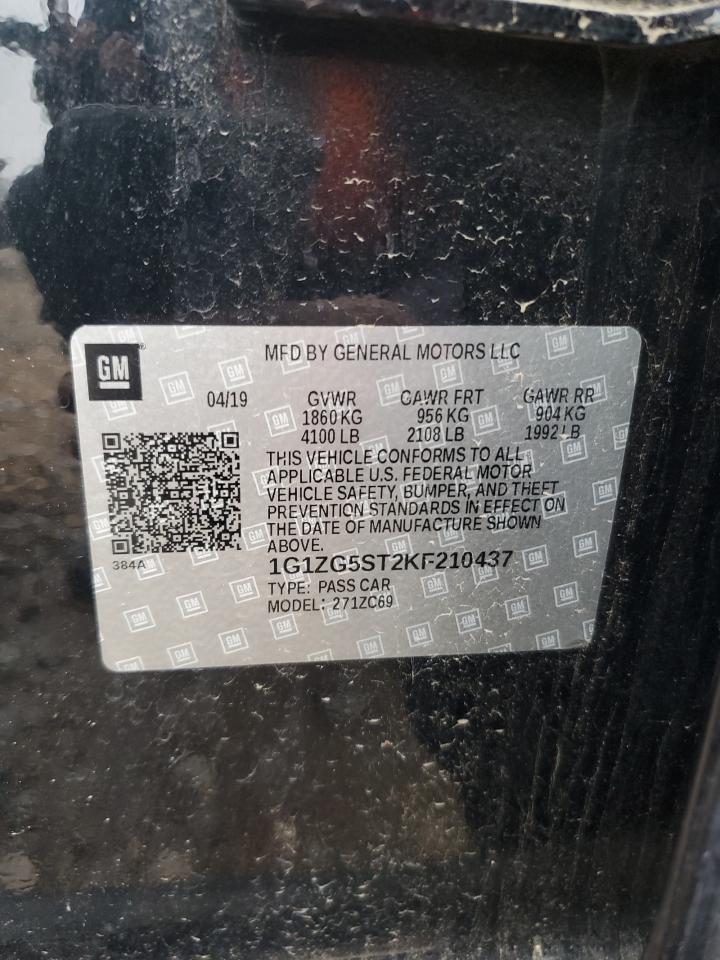 GM
MFD BY GENERAL MOTORS LLC
04/19 GVWR GAWR FRT GAWR RR
1860 KG 956 KG 904 KG
4100 LB 2108 LB 1992 LB
THIS VEHICLE CONFORMS TO ALL
APPLICABLE U.S. FEDERAL MOTOR
VEHICLE SAFETY, BUMPER, AND THEFT
PREVENTION STANDARDS IN EFFECT ON
THE DATE OF MANUFACTURE SHOWN
ABOVE.
384A
1G1ZG5ST2KF210437
TYPE: PASS CAR
MODEL: 271ZC69